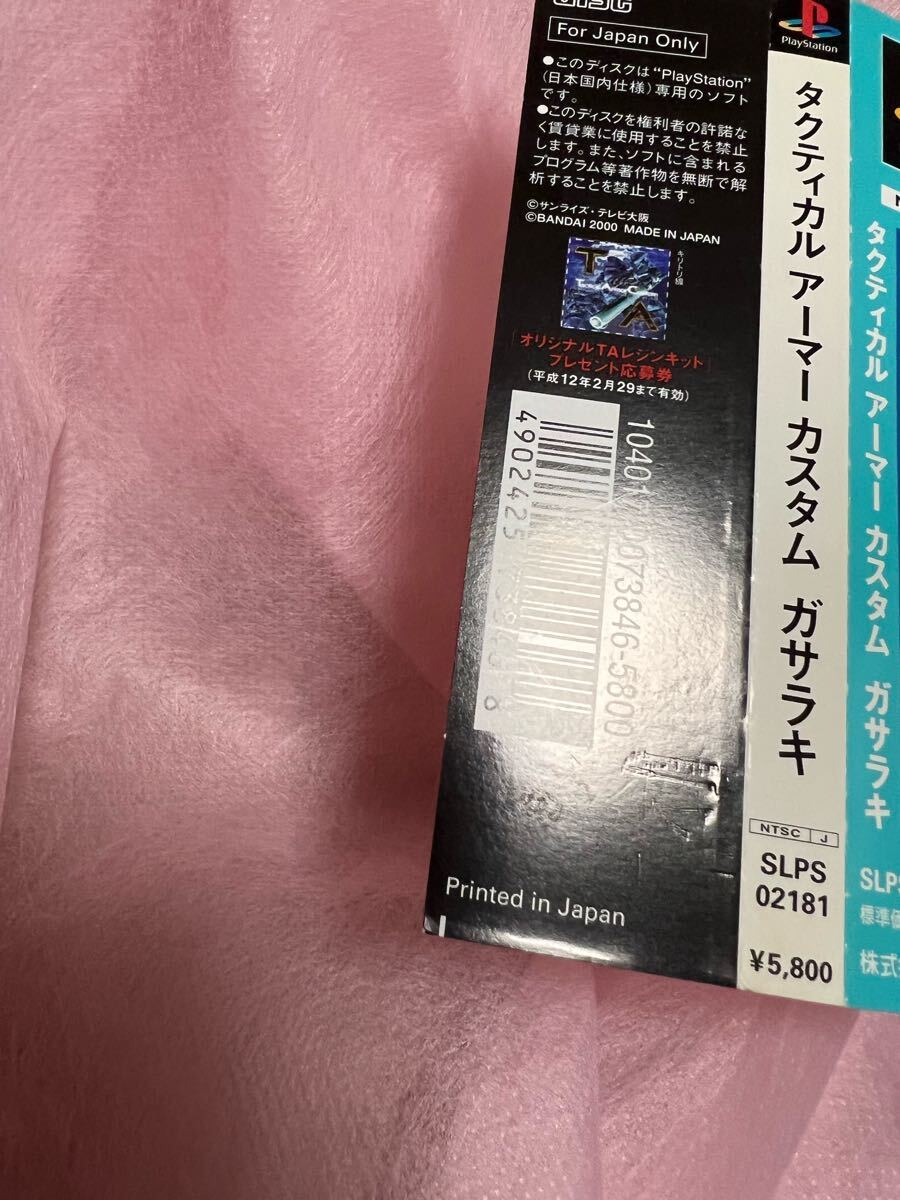 DISC
For Japan Only
●このディスクは“PlayStation”
(日本国内仕様)専用のソフト
です。
●このディスクを権利者の許諾な
く賃貸業に使用することを禁止
します。また、ソフトに含まれる
プログラム等著作物を無断で解
析することを禁止します。
©サンライズ・テレビ大阪
©BANDAI 2000 MADE IN JAPAN
キリトリ線
T
A
「オリジナルTAレジンキット」
プレゼント応募券
(平成12年2月29まで有効)
Printed in Japan
PlayStation
タクティカル アーマー カスタム ガサラキ
NTSC J
SLPS
02181
¥5,800
タクティカル アーマー カスタム ガサラキ
SLPS
標準価
株式